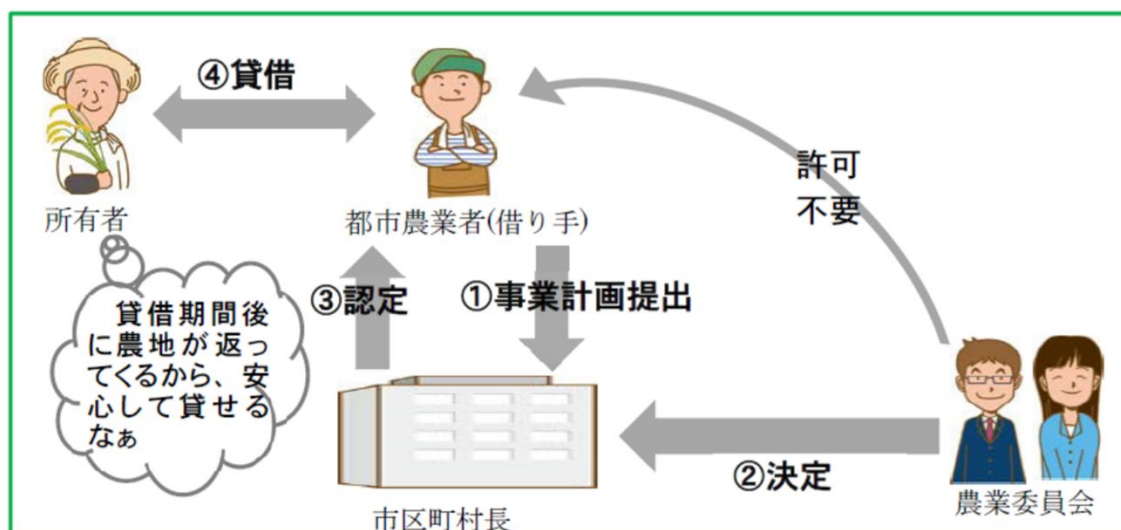 ④貸借
所有者
都市農業者(借り手)
許可
不要
貸借期間後
に農地が返っ
てくるから、安
心して貸せる
なぁ
③認定
①事業計画提出
②決定
市区町村長
農業委員会